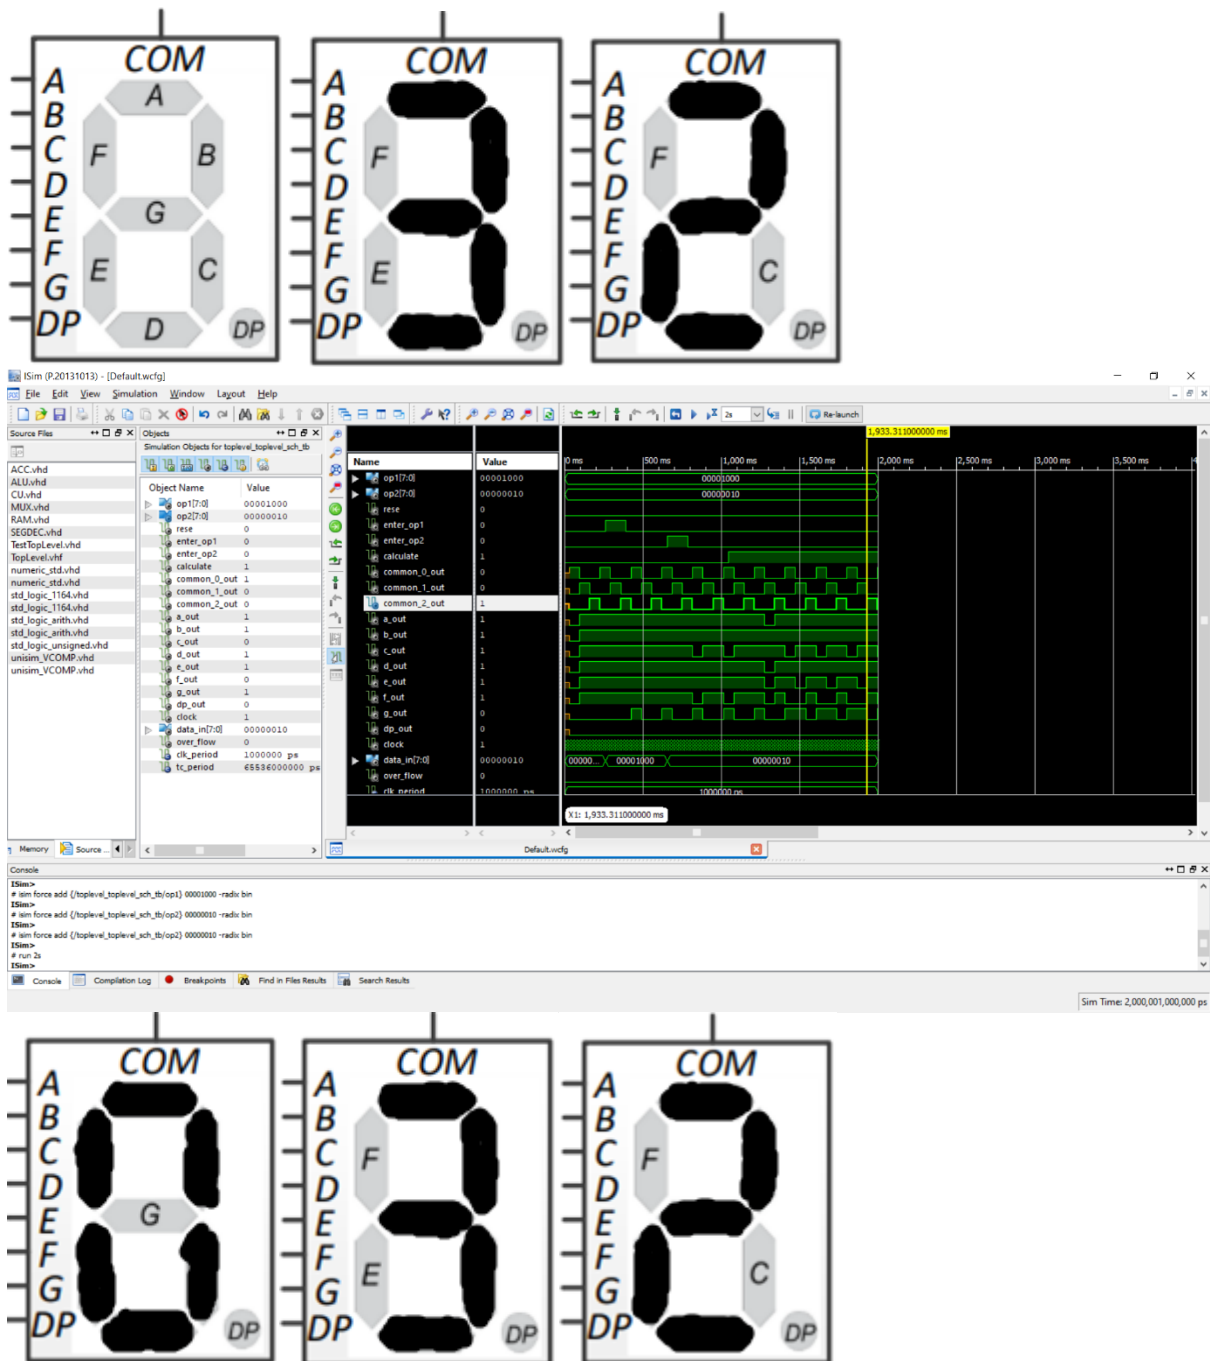 COM COM COM
A A A
B B B
C C C
D D D
E E E
F F F
G G G
DP DP DP
A
F B F F
G
E C E C
D DP DP DP
ISim (P.20131013) - [Default.wcfg]
File Edit View Simulation Window Layout Help
2s Re-launch
Source Files
ACC.vhd
ALU.vhd
CU.vhd
MUX.vhd
RAM.vhd
SEGDEC.vhd
TestTopLevel.vhd
TopLevel.vhf
numeric_std.vhd
numeric_std.vhd
std_logic_1164.vhd
std_logic_1164.vhd
std_logic_arith.vhd
std_logic_arith.vhd
std_logic_unsigned.vhd
unisim_VCOMP.vhd
unisim_VCOMP.vhd
Memory Source ...
Objects
Simulation Objects for toplevel_toplevel_sch_tb
Object Name Value
op1[7:0] 00001000
op2[7:0] 00000010
rese 0
enter_op1 0
enter_op2 0
calculate 1
common_0_out 1
common_1_out 0
common_2_out 0
a_out 1
b_out 1
c_out 0
d_out 1
e_out 1
f_out 0
g_out 1
dp_out 0
clock 1
data_in[7:0] 00000010
over_flow 0
clk_period 1000000 ps
tc_period 65536000000 ps
Name Value
op1[7:0] 00001000
op2[7:0] 00000010
rese 0
enter_op1 0
enter_op2 0
calculate 1
common_0_out 0
common_1_out 0
common_2_out 1
a_out 1
b_out 1
c_out 1
d_out 1
e_out 1
f_out 1
g_out 0
dp_out 0
clock 1
data_in[7:0] 00000010
over_flow 0
clk_period 1000000 ps
1,933.311000000 ms
0 ms 500 ms 1,000 ms 1,500 ms 2,000 ms 2,500 ms 3,000 ms 3,500 ms
00001000
00000010
00000... 00001000 00000010
1000000 ps
X1: 1,933.311000000 ms
Default.wcfg
Console
ISim>
# isim force add {/toplevel_toplevel_sch_tb/op1} 00001000 -radix bin
ISim>
# isim force add {/toplevel_toplevel_sch_tb/op2} 00000010 -radix bin
ISim>
# isim force add {/toplevel_toplevel_sch_tb/op2} 00000010 -radix bin
ISim>
# run 2s
ISim>
Console Compilation Log Breakpoints Find in Files Results Search Results
Sim Time: 2,000,001,000,000 ps
COM COM COM
A A A
B B B
C C C
D D D
E E E
F F F
G G G
DP DP DP
F F
G
E C
DP DP DP